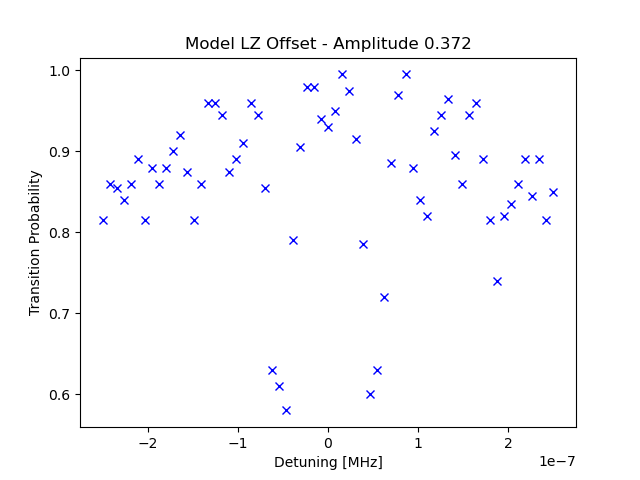 Model LZ Offset - Amplitude 0.372
1.0
0.9
0.8
0.7
0.6
Transition Probability
−2
−1
0
1
2
1e−7
Detuning [MHz]